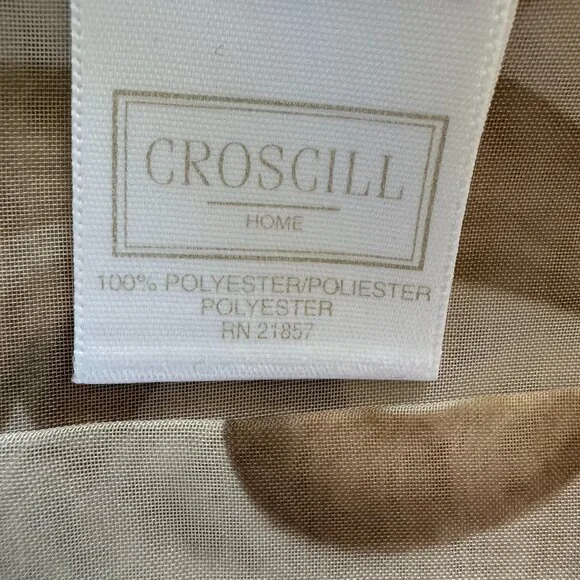 CROSCILL
HOME
100% POLYESTER/POLIESTER
POLYESTER
RN 21857